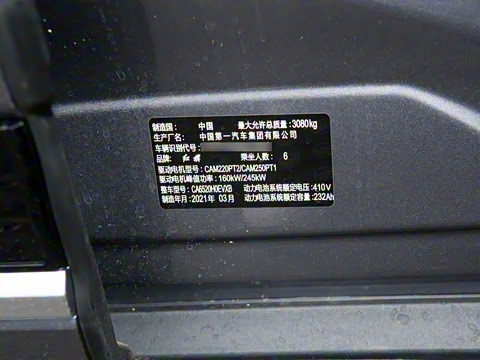 制造国：中国 最大允许总质量：3080kg
生产厂名：中国第一汽车集团有限公司
车辆识别代号：
品牌：红旗 乘坐人数：6
驱动电机型号：CAM220PT2/CAM250PT1
驱动电机峰值功率：160kW/245kW
整车型号：CA6520H0EVXB 动力电池系统额定电压：410V
制造年月：2021年 03月 动力电池系统额定容量：232Ah